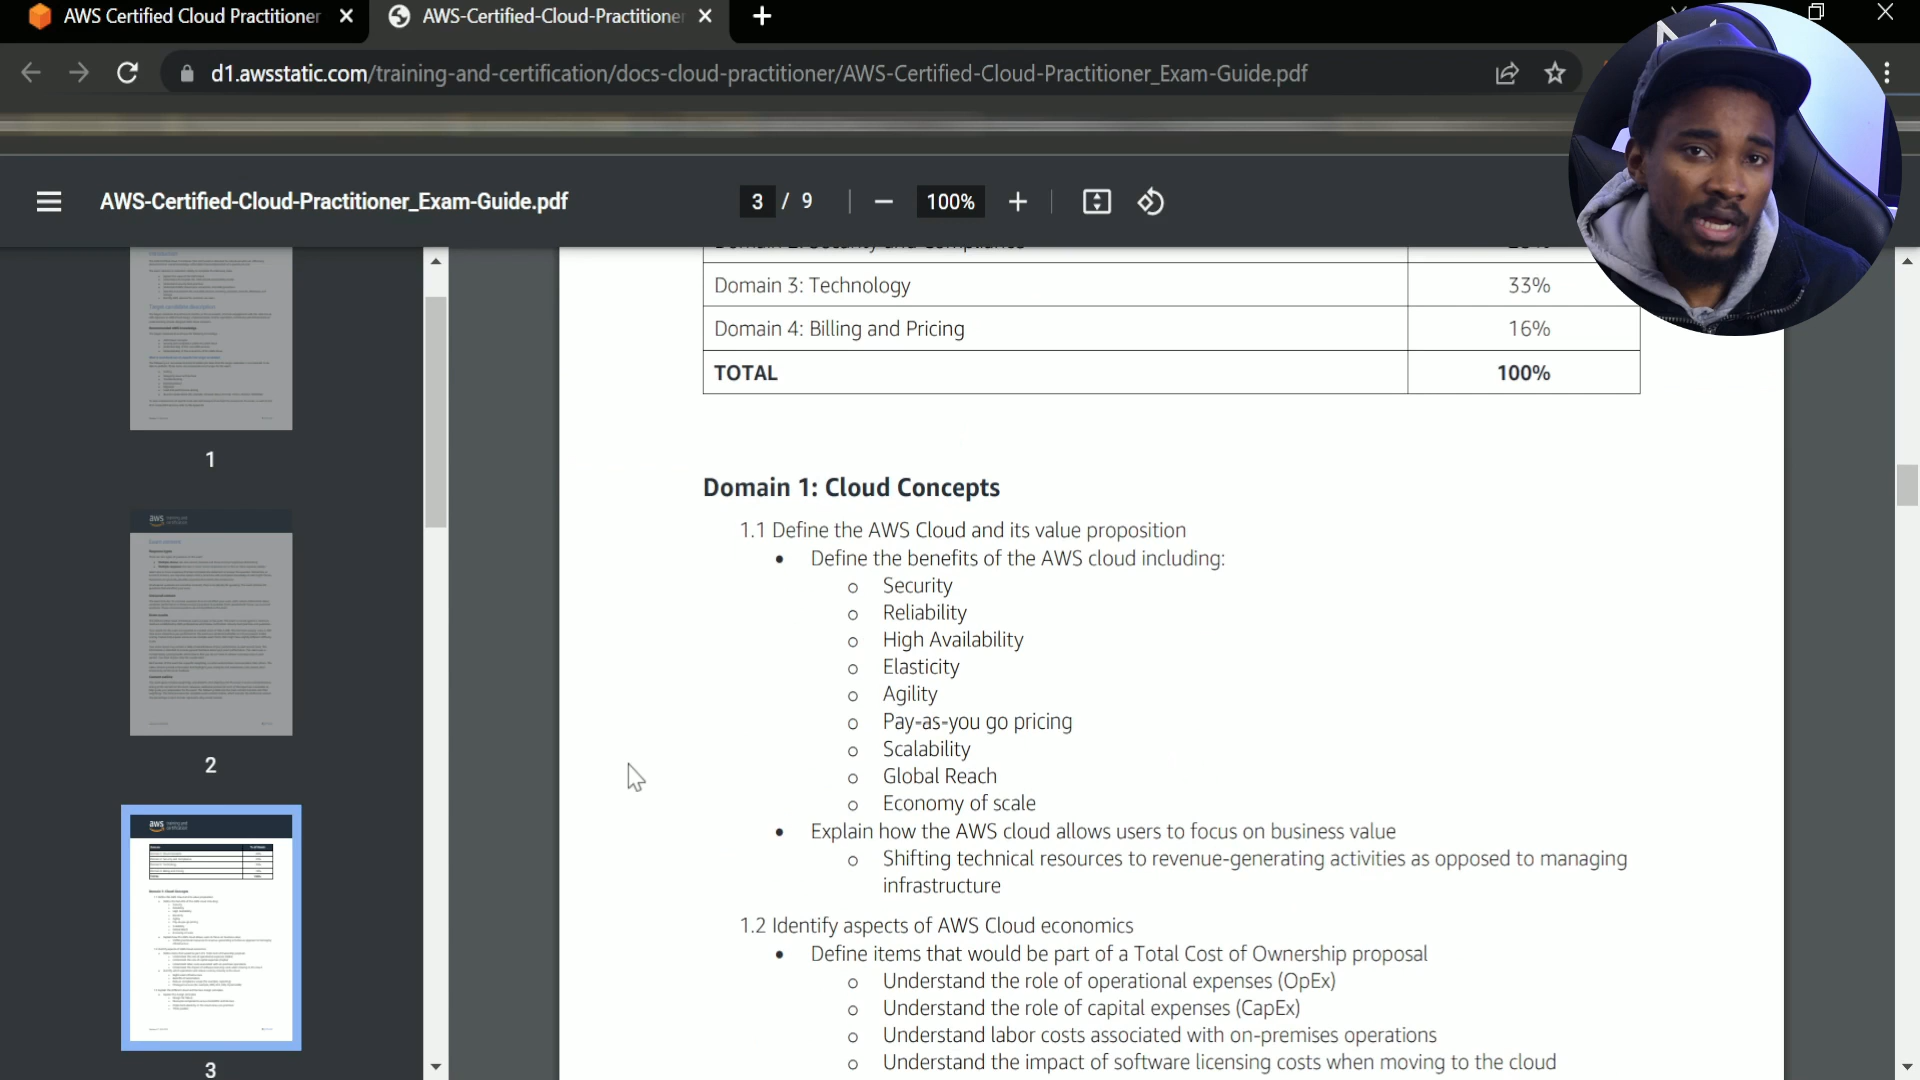 AWS Certified Cloud Practitioner
AWS-Certified-Cloud-Practitioner
d1.awsstatic.com/training-and-certification/docs-cloud-practitioner/AWS-Certified-Cloud-Practitioner_Exam-Guide.pdf
AWS-Certified-Cloud-Practitioner_Exam-Guide.pdf
3 / 9
100%
Domain 3: Technology 33%
Domain 4: Billing and Pricing 16%
TOTAL 100%
Domain 1: Cloud Concepts
1.1 Define the AWS Cloud and its value proposition
• Define the benefits of the AWS cloud including:
o Security
o Reliability
o High Availability
o Elasticity
o Agility
o Pay-as-you go pricing
o Scalability
o Global Reach
o Economy of scale
• Explain how the AWS cloud allows users to focus on business value
o Shifting technical resources to revenue-generating activities as opposed to managing
infrastructure
1.2 Identify aspects of AWS Cloud economics
• Define items that would be part of a Total Cost of Ownership proposal
o Understand the role of operational expenses (OpEx)
o Understand the role of capital expenses (CapEx)
o Understand labor costs associated with on-premises operations
o Understand the impact of software licensing costs when moving to the cloud
1
aws
2
aws
3